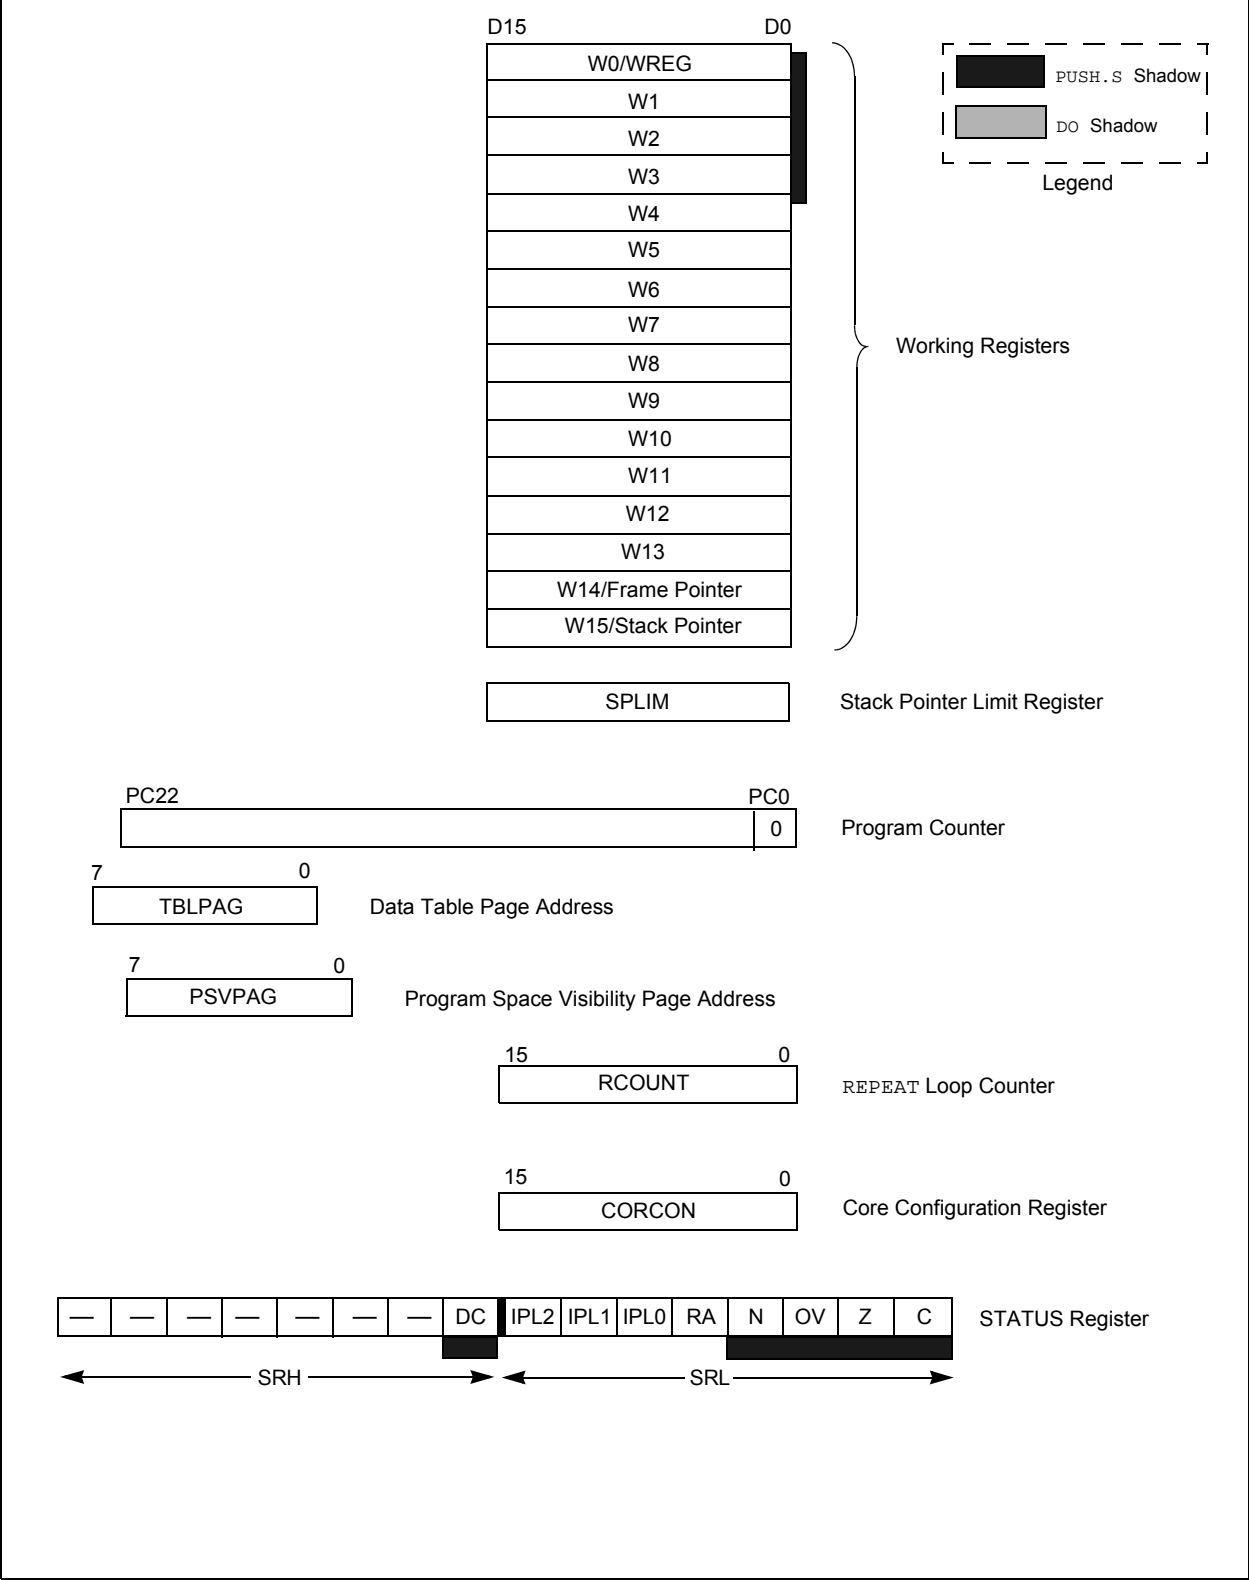 D15 D0
W0/WREG
W1
W2
W3
W4
W5
W6
W7
W8
W9
W10
W11
W12
W13
W14/Frame Pointer
W15/Stack Pointer
PUSH.S Shadow
DO Shadow
Legend
Working Registers
SPLIM Stack Pointer Limit Register
PC22 PC0
0 Program Counter
7 0
TBLPAG Data Table Page Address
7 0
PSVPAG Program Space Visibility Page Address
15 0
RCOUNT REPEAT Loop Counter
15 0
CORCON Core Configuration Register
— — — — — — — DC IPL2 IPL1 IPL0 RA N OV Z C STATUS Register
SRH SRL